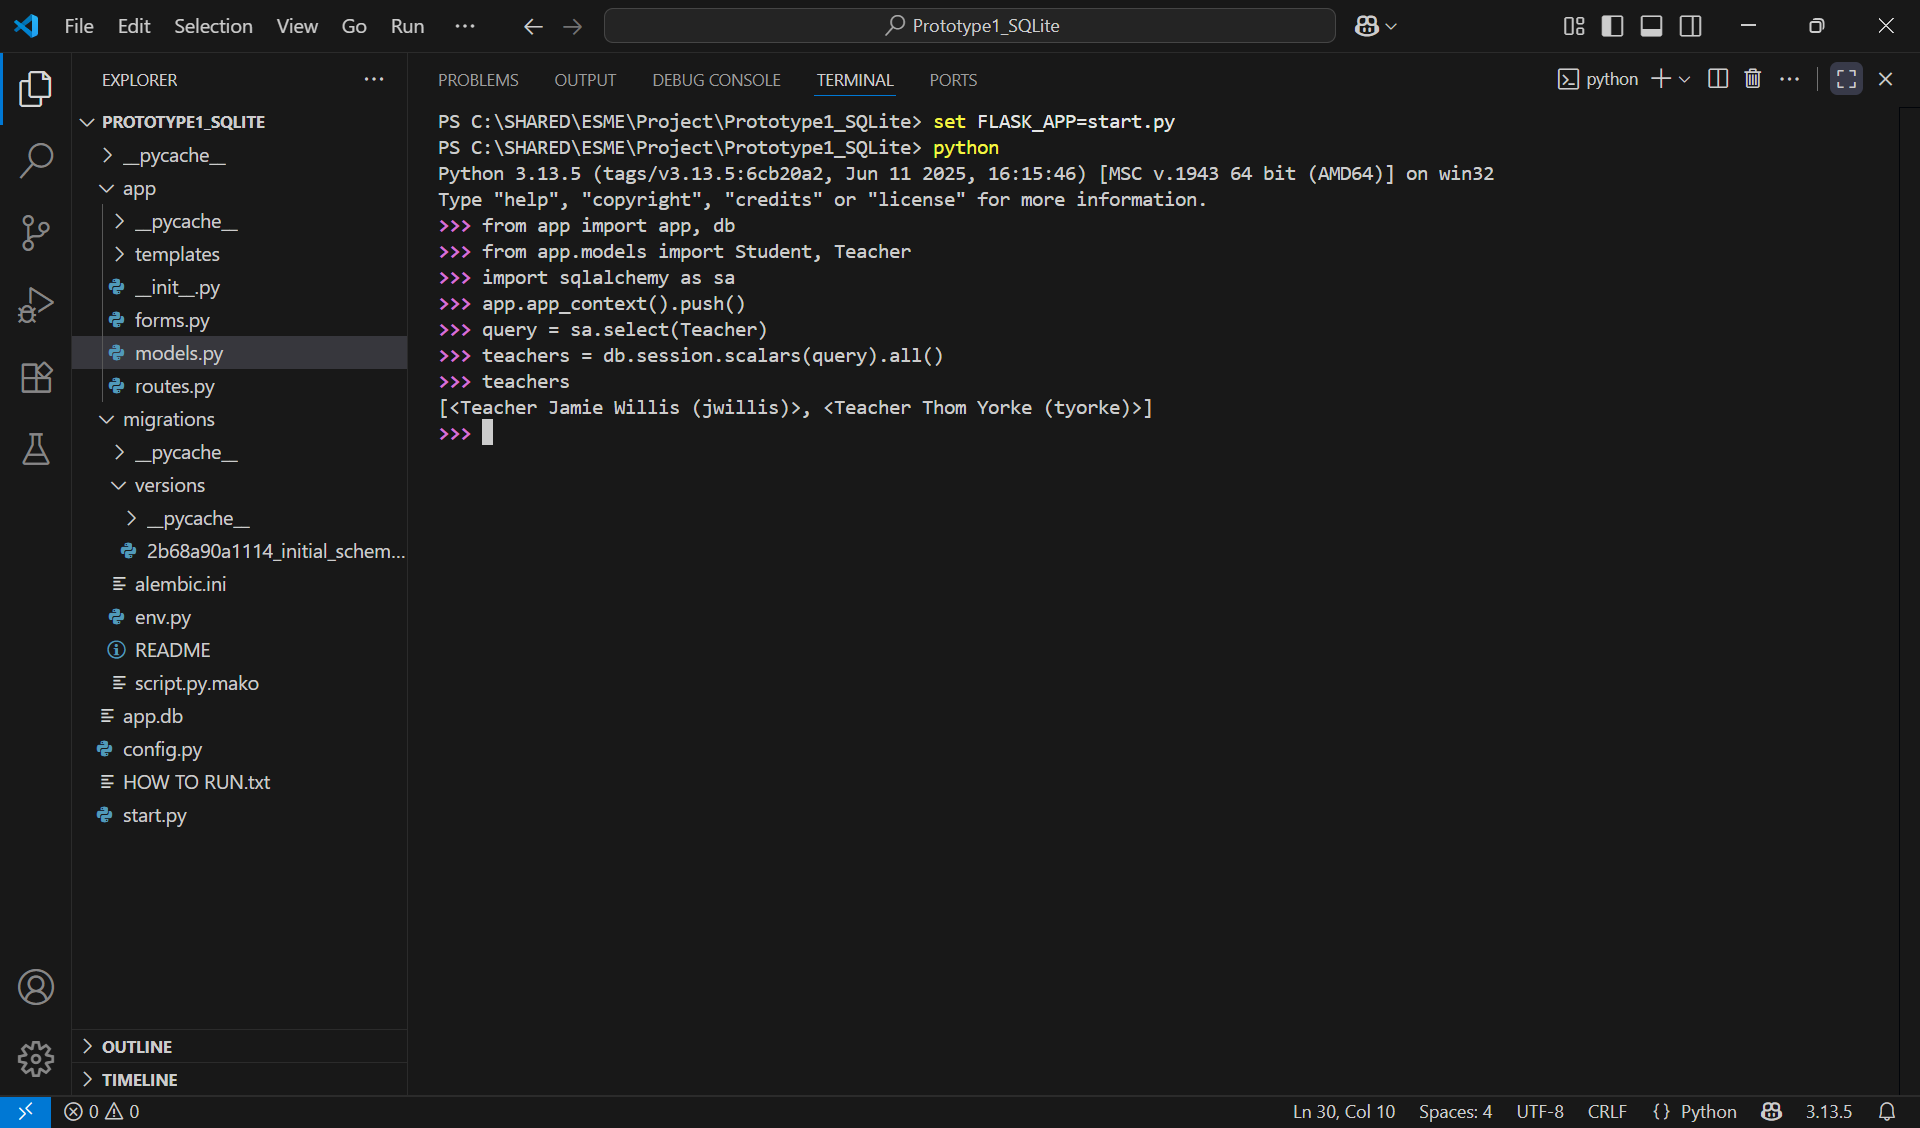 File Edit Selection View Go Run ··· Prototype1_SQLite
EXPLORER ···
PROTOTYPE1_SQLITE
__pycache__
app
__pycache__
templates
__init__.py
forms.py
models.py
routes.py
migrations
__pycache__
versions
__pycache__
2b68a90a1114_initial_schem...
alembic.ini
env.py
README
script.py.mako
app.db
config.py
HOW TO RUN.txt
start.py
OUTLINE
TIMELINE
PROBLEMS OUTPUT DEBUG CONSOLE TERMINAL PORTS python
PS C:\SHARED\ESME\Project\Prototype1_SQLite> set FLASK_APP=start.py
PS C:\SHARED\ESME\Project\Prototype1_SQLite> python
Python 3.13.5 (tags/v3.13.5:6cb20a2, Jun 11 2025, 16:15:46) [MSC v.1943 64 bit (AMD64)] on win32
Type "help", "copyright", "credits" or "license" for more information.
>>> from app import app, db
>>> from app.models import Student, Teacher
>>> import sqlalchemy as sa
>>> app.app_context().push()
>>> query = sa.select(Teacher)
>>> teachers = db.session.scalars(query).all()
>>> teachers
[<Teacher Jamie Willis (jwillis)>, <Teacher Thom Yorke (tyorke)>]
>>>
0 0 Ln 30, Col 10 Spaces: 4 UTF-8 CRLF {} Python 3.13.5